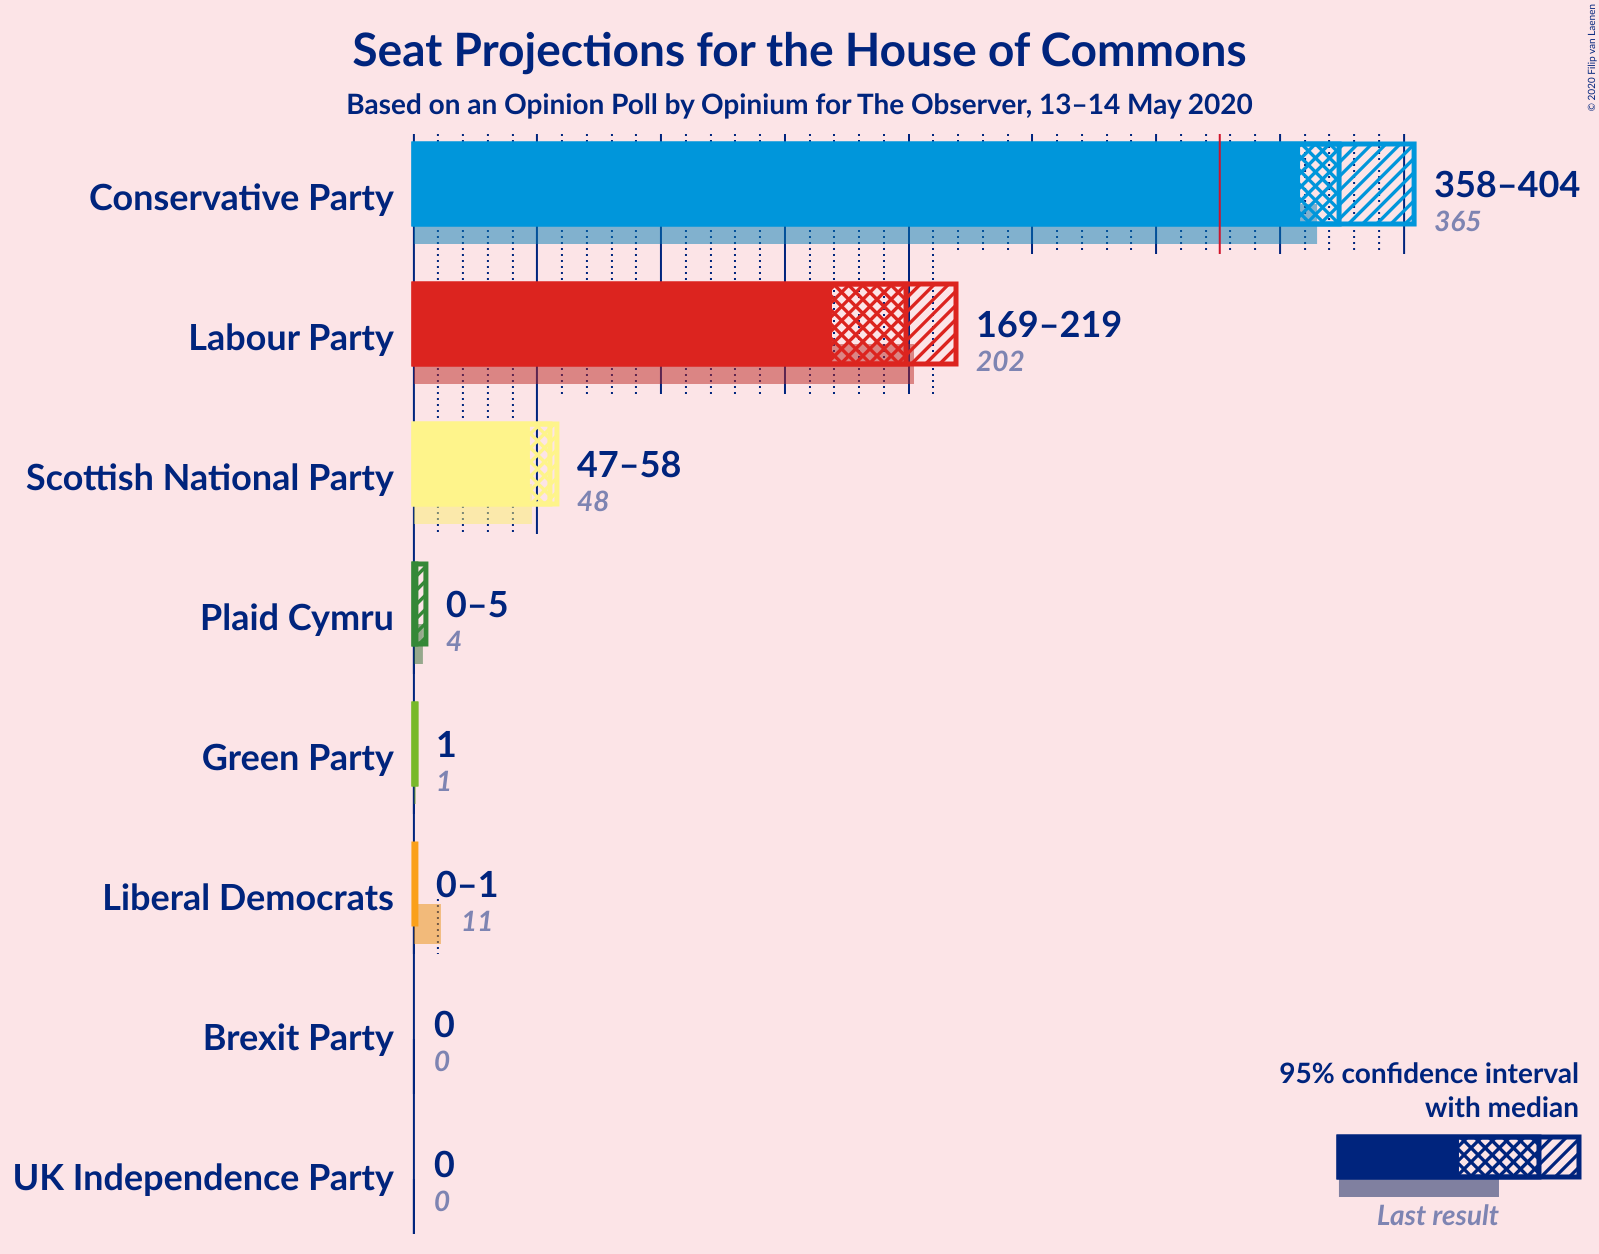 Seat Projections for the House of Commons
Based on an Opinion Poll by Opinium for The Observer, 13–14 May 2020
© 2020 Filip van Laenen
Conservative Party
358–404
365
Labour Party
169–219
202
Scottish National Party
47–58
48
Plaid Cymru
0–5
4
Green Party
1
1
Liberal Democrats
0–1
11
Brexit Party
0
0
UK Independence Party
0
0
95% confidence interval
with median
Last result